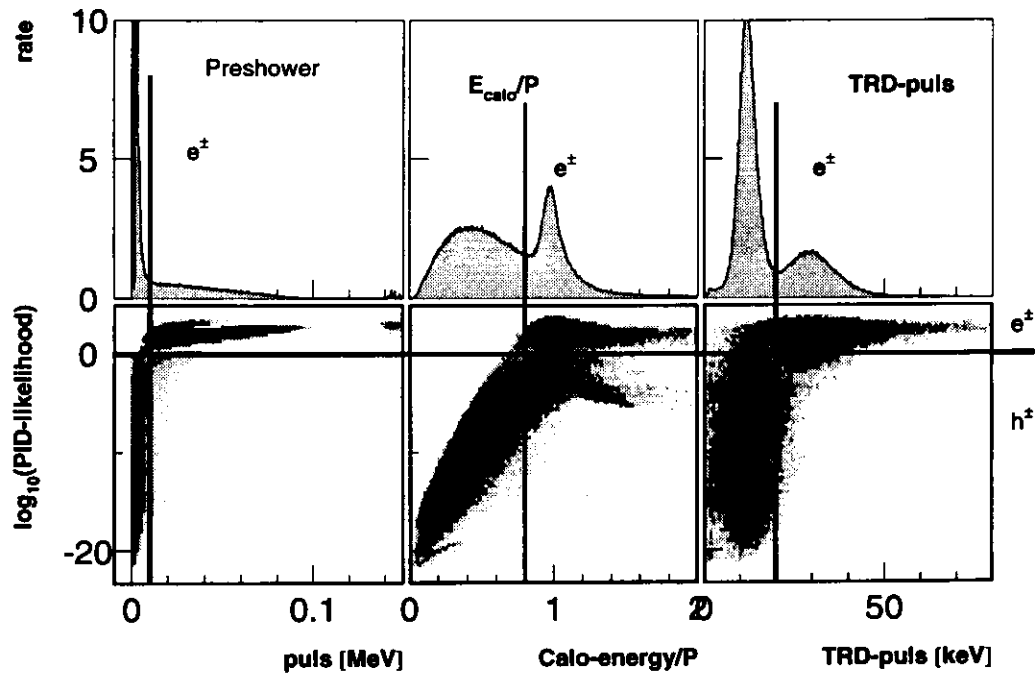 rate
10
5
0
Preshower
e±
E_calo/P
e±
TRD-puls
e±
log₁₀(PID-likelihood)
0
-20
e±
h±
0
0.1
0
1
2
0
50
puls [MeV]
Calo-energy/P
TRD-puls [keV]